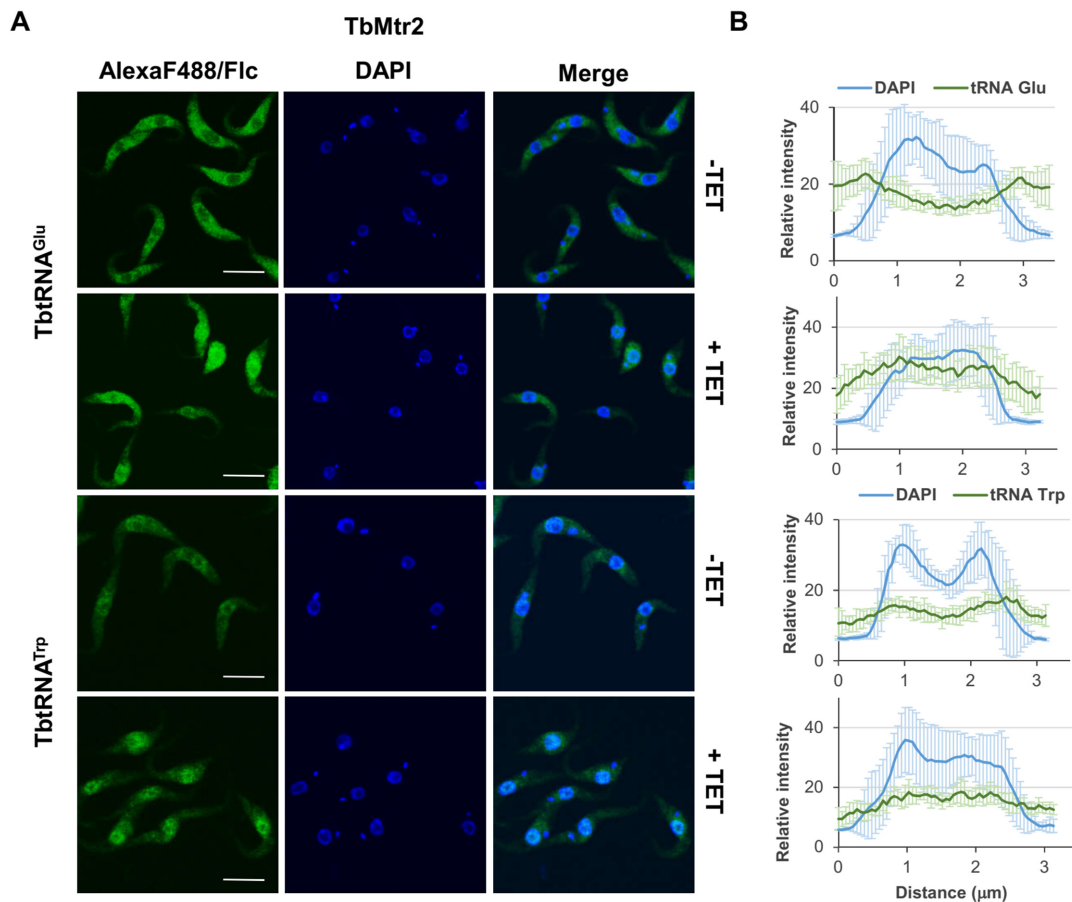 A
TbMtr2
B
AlexaF488/Flc
DAPI
Merge
TbtRNAGlu
-TET
+ TET
TbtRNATrp
-TET
+ TET
DAPI tRNA Glu
Relative intensity
40
20
0
0 1 2 3
Relative intensity
40
20
0
0 1 2 3
DAPI tRNA Trp
Relative intensity
40
20
0
0 1 2 3
Relative intensity
40
20
0
0 1 2 3
Distance (μm)